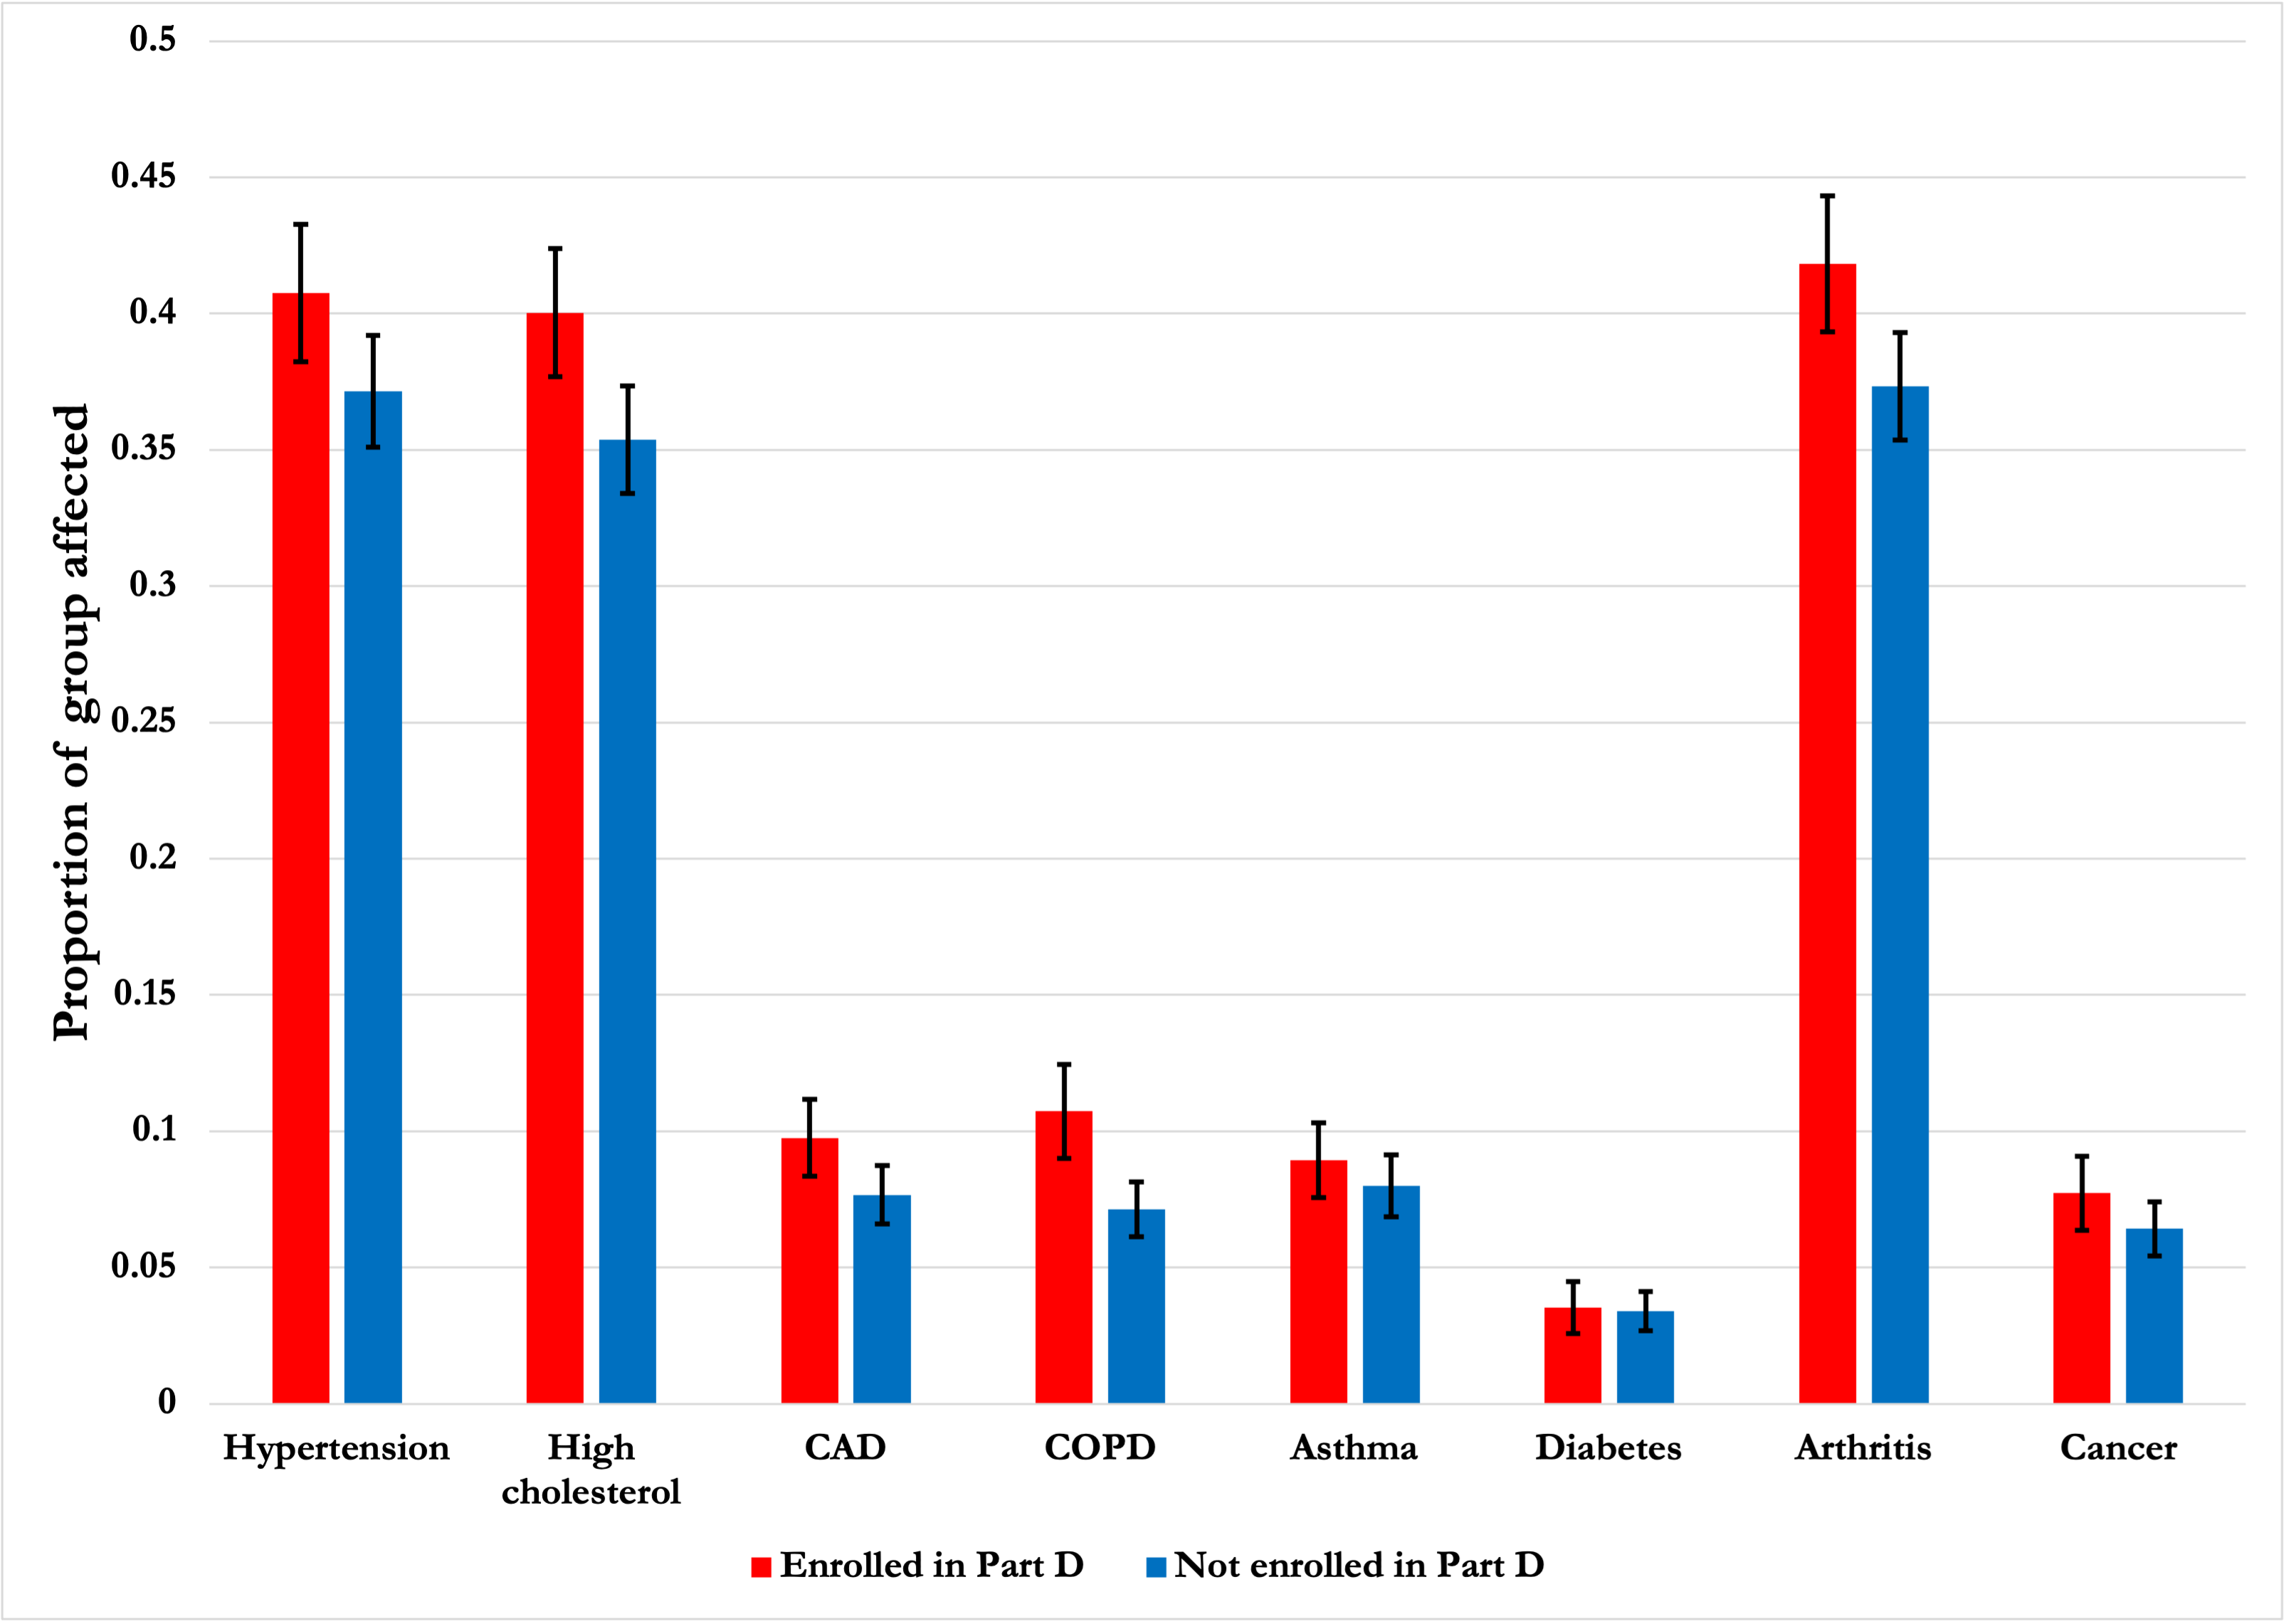 0.5
0.45
0.4
0.35
0.3
0.25
0.2
0.15
0.1
0.05
0
Proportion of group affected
Hypertension
High
cholesterol
CAD
COPD
Asthma
Diabetes
Arthritis
Cancer
Enrolled in Part D
Not enrolled in Part D